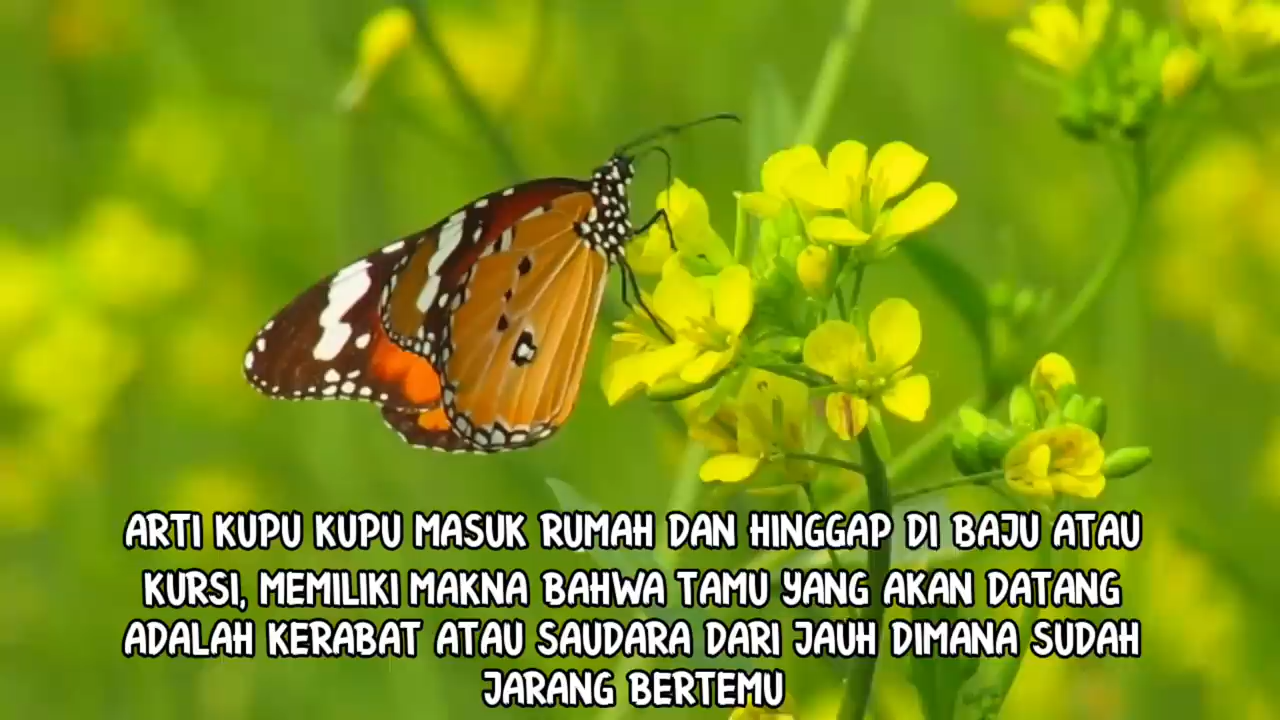 ARTI KUPU KUPU MASUK RUMAH DAN HINGGAP DI BAJU ATAU
KURSI, MEMILIKI MAKNA BAHWA TAMU YANG AKAN DATANG
ADALAH KERABAT ATAU SAUDARA DARI JAUH DIMANA SUDAH
JARANG BERTEMU